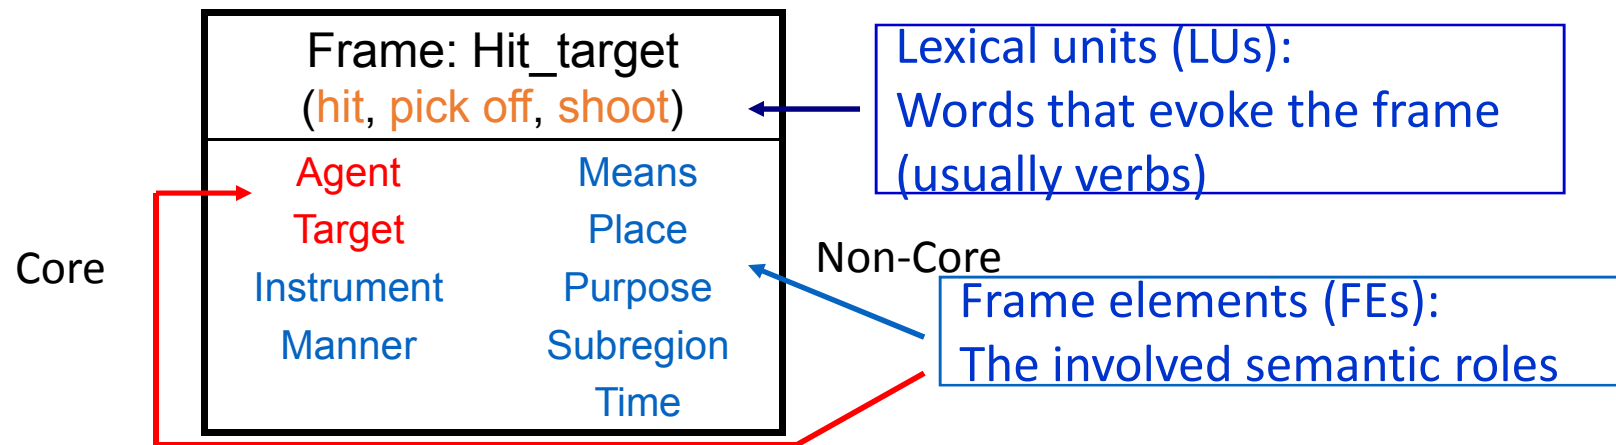 Frame: Hit_target
(hit, pick off, shoot)
Agent
Target
Instrument
Manner
Means
Place
Purpose
Subregion
Time
Core
Non-Core
Lexical units (LUs):
Words that evoke the frame
(usually verbs)
Frame elements (FEs):
The involved semantic roles